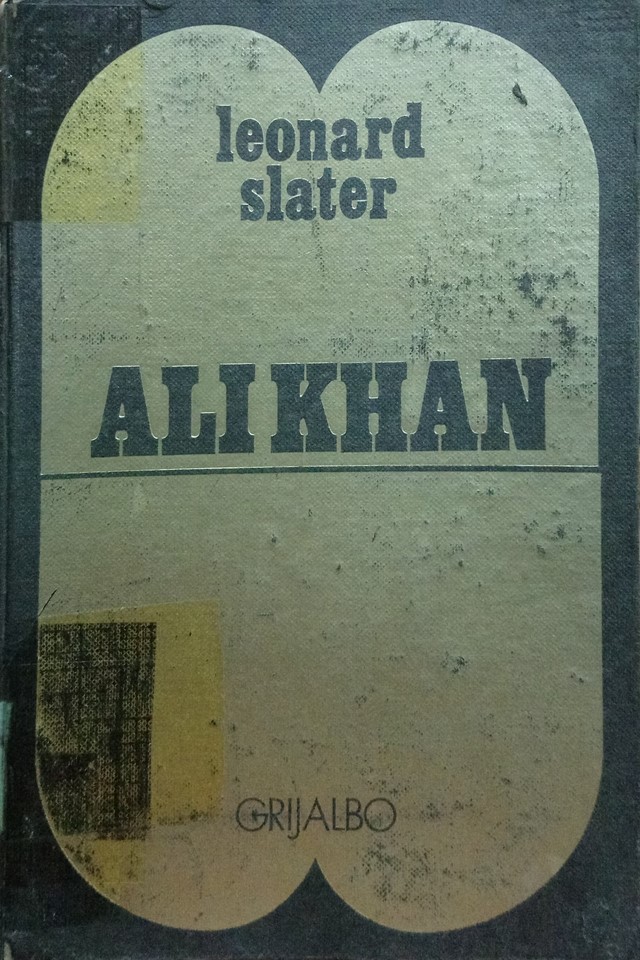 leonard
slater
ALI KHAN
GRIJALBO